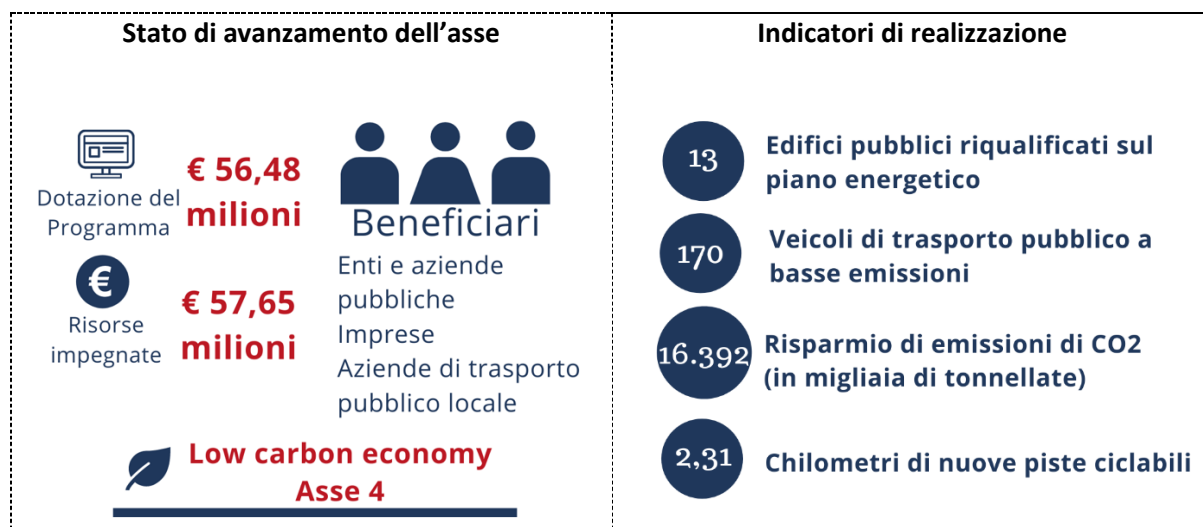 Stato di avanzamento dell’asse
Dotazione del
Programma
€ 56,48
milioni
€
Risorse
impegnate
€ 57,65
milioni
Beneficiari
Enti e aziende
pubbliche
Imprese
Aziende di trasporto
pubblico locale
Low carbon economy
Asse 4
Indicatori di realizzazione
13
Edifici pubblici riqualificati sul
piano energetico
170
Veicoli di trasporto pubblico a
basse emissioni
16.392
Risparmio di emissioni di CO2
(in migliaia di tonnellate)
2,31
Chilometri di nuove piste ciclabili